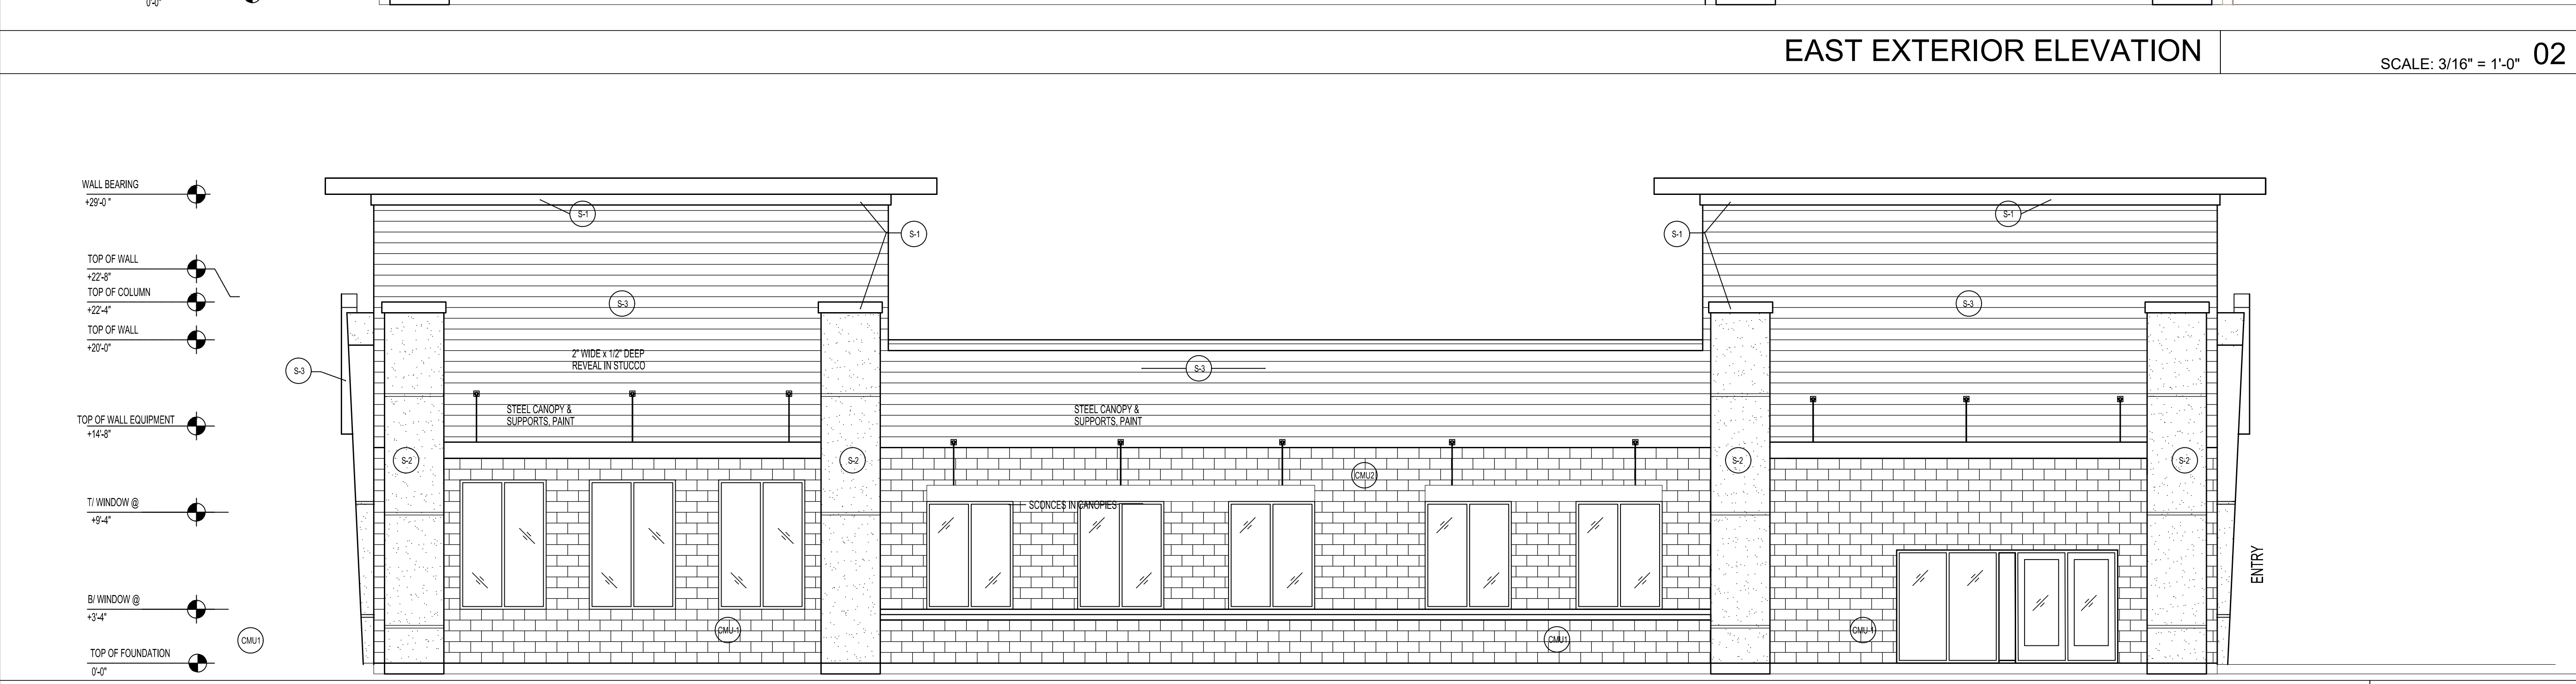 0'-0"
EAST EXTERIOR ELEVATION
SCALE: 3/16" = 1'-0"
02
WALL BEARING
+29'-0 "
S-1
S-1
S-1
S-1
TOP OF WALL
+22'-8"
TOP OF COLUMN
+22'-4"
S-3
S-3
TOP OF WALL
+20'-0"
2" WIDE x 1/2" DEEP
REVEAL IN STUCCO
S-3
S-3
STEEL CANOPY &
SUPPORTS, PAINT
STEEL CANOPY &
SUPPORTS, PAINT
TOP OF WALL EQUIPMENT
+14'-8"
S-2
S-2
S-2
S-2
CMU2
T/ WINDOW @
+9'-4"
SCONCES IN CANOPIES
ENTRY
B/ WINDOW @
+3'-4"
CMU1
CMU-1
CMU1
CMU-1
TOP OF FOUNDATION
0'-0"